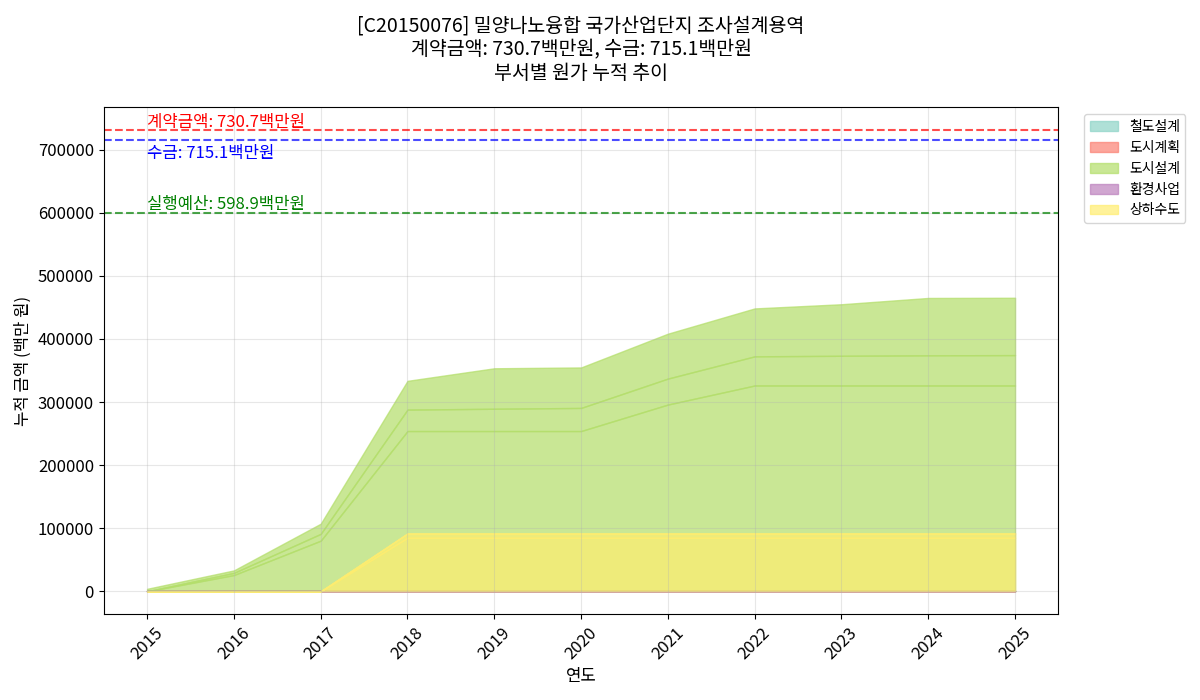 [C20150076] 밀양나노융합 국가산업단지 조사설계용역
계약금액: 730.7백만원, 수금: 715.1백만원
부서별 원가 누적 추이
계약금액: 730.7백만원
수금: 715.1백만원
실행예산: 598.9백만원
철도설계
도시계획
도시설계
환경사업
상하수도
누적 금액 (백만 원)
700000
600000
500000
400000
300000
200000
100000
0
2015 2016 2017 2018 2019 2020 2021 2022 2023 2024 2025
연도